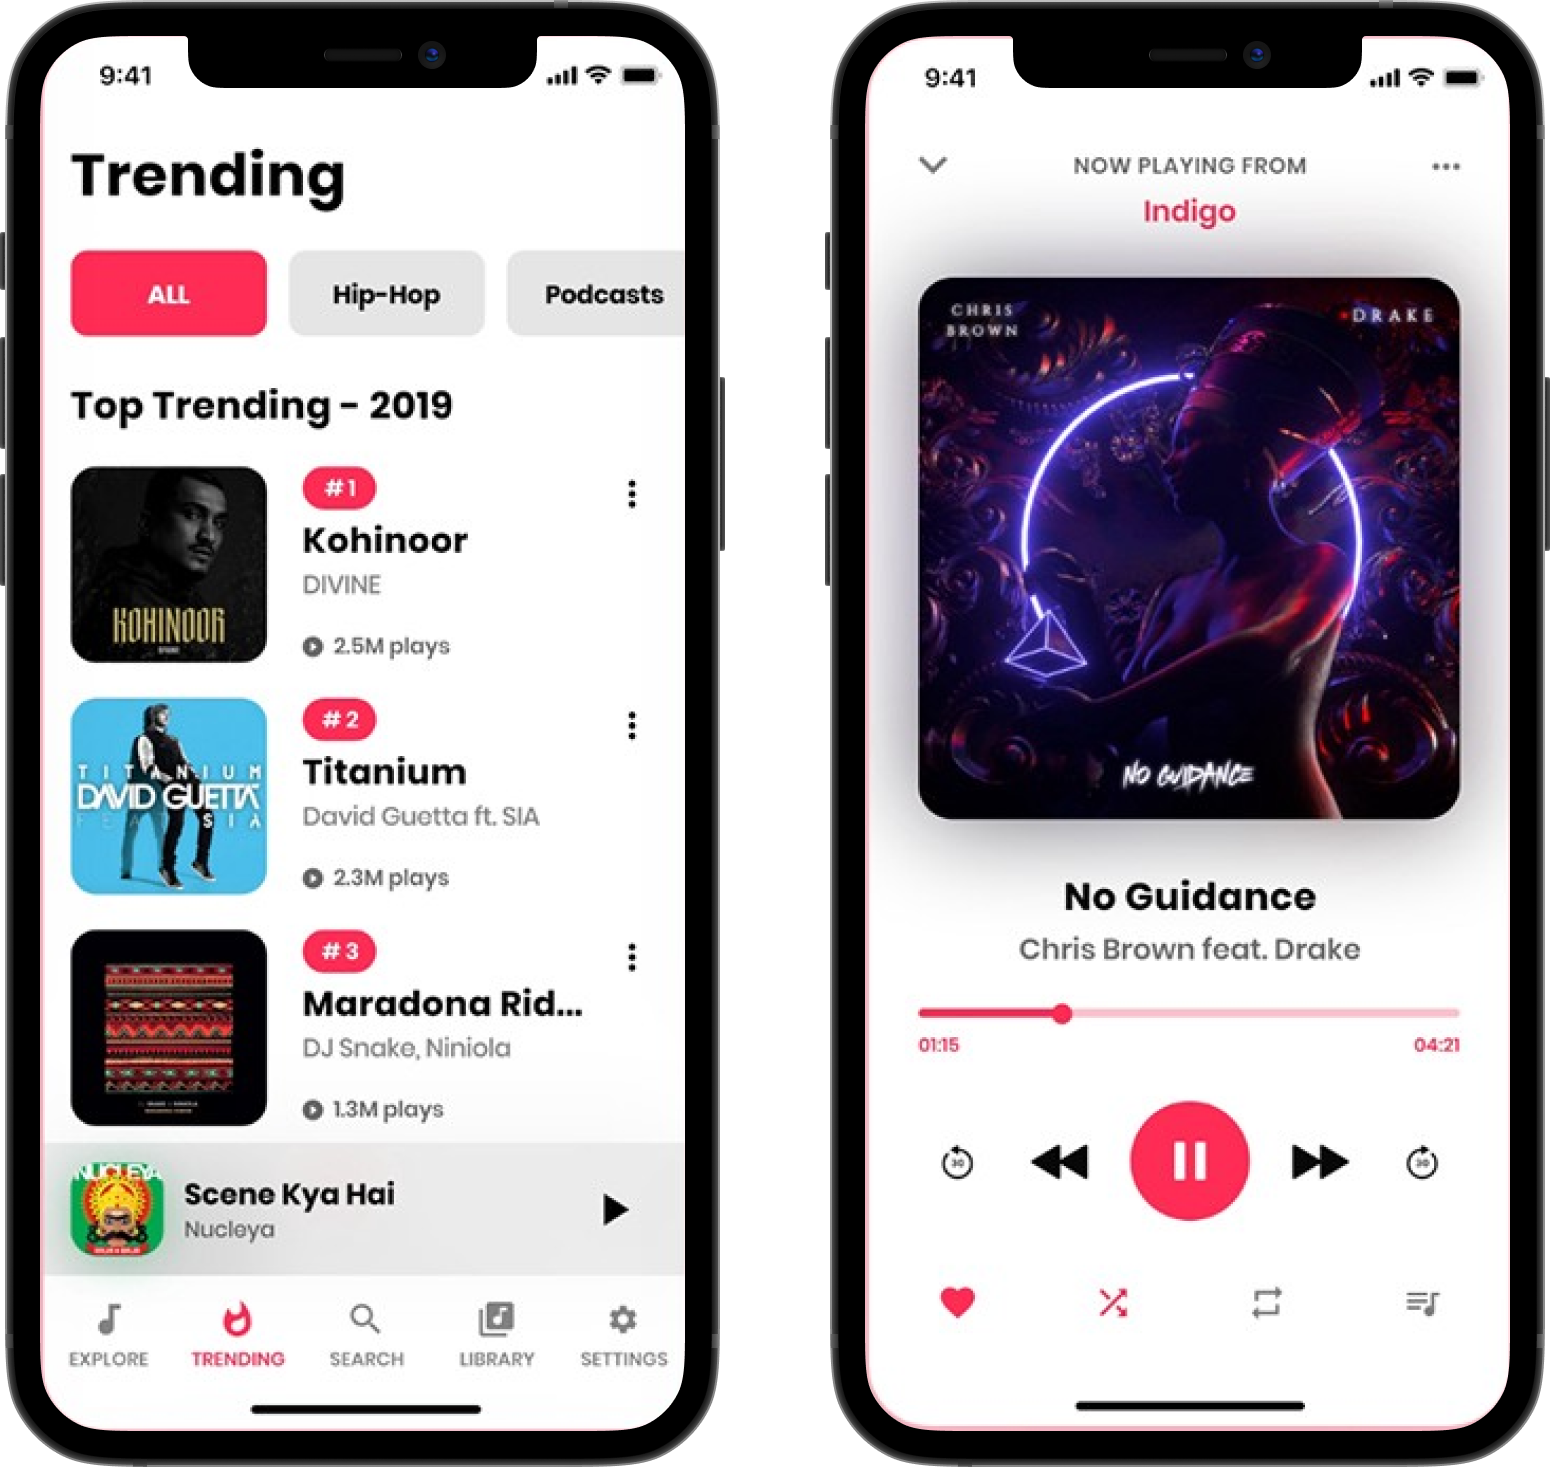 9:41
Trending
ALL
Hip-Hop
Podcasts
Top Trending - 2019
KOHINOOR
DIVINE
#1
Kohinoor
DIVINE
2.5M plays
TITANIUM
DAVID GUETTA
FEAT SIA
#2
Titanium
David Guetta ft. SIA
2.3M plays
#3
Maradona Rid...
DJ Snake, Niniola
1.3M plays
NUCLEYA
Scene Kya Hai
Nucleya
EXPLORE
TRENDING
SEARCH
LIBRARY
SETTINGS
9:41
NOW PLAYING FROM
Indigo
CHRIS
BROWN
DRAKE
NO GUIDANCE
No Guidance
Chris Brown feat. Drake
01:15
04:21
30
30